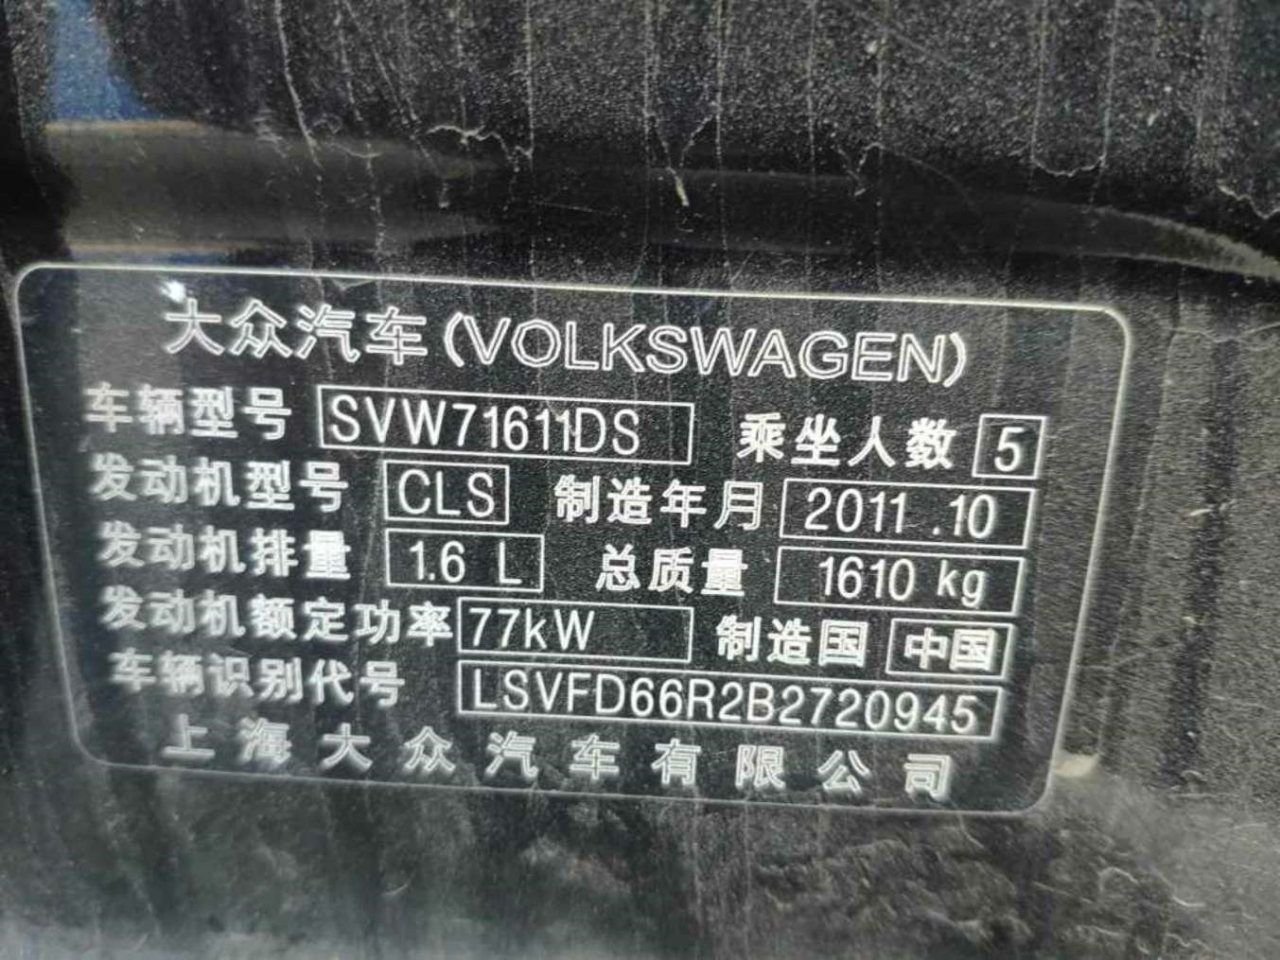 大众汽车(VOLKSWAGEN)
车辆型号 SVW71611DS 乘坐人数 5
发动机型号 CLS 制造年月 2011.10
发动机排量 1.6 L 总质量 1610 kg
发动机额定功率 77kW 制造国 中国
车辆识别代号 LSVFD66R2B2720945
上海大众汽车有限公司